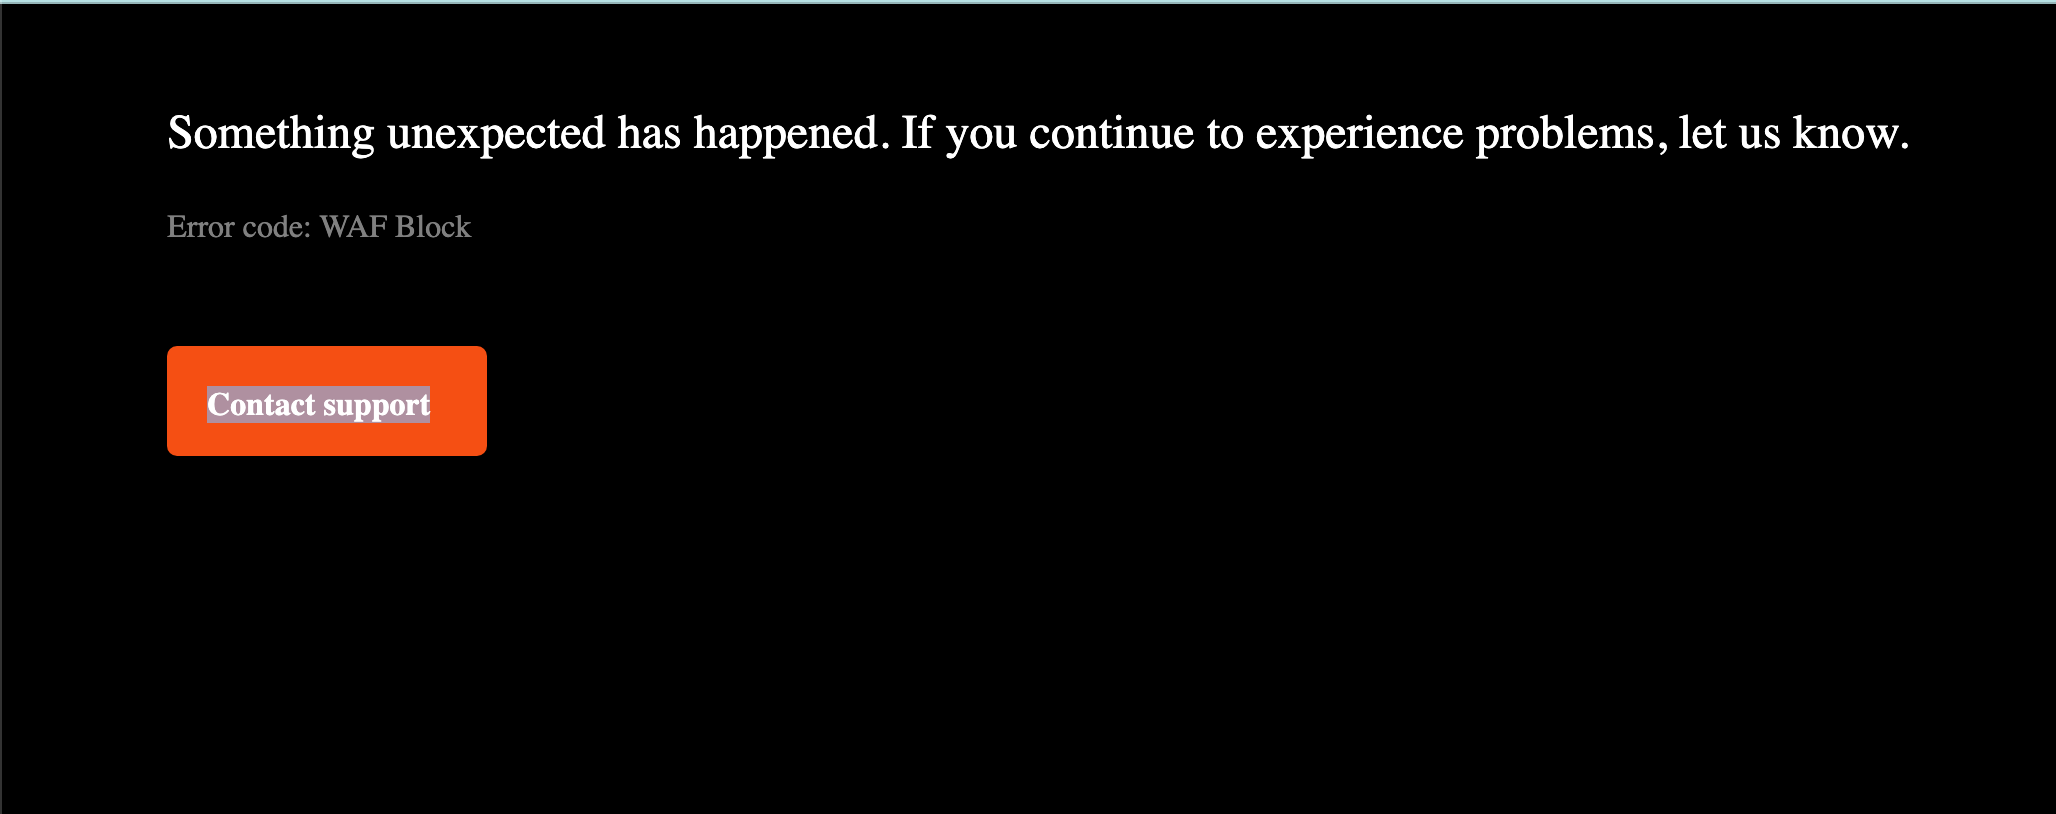 Something unexpected has happened. If you continue to experience problems, let us know.
Error code: WAF Block
Contact support